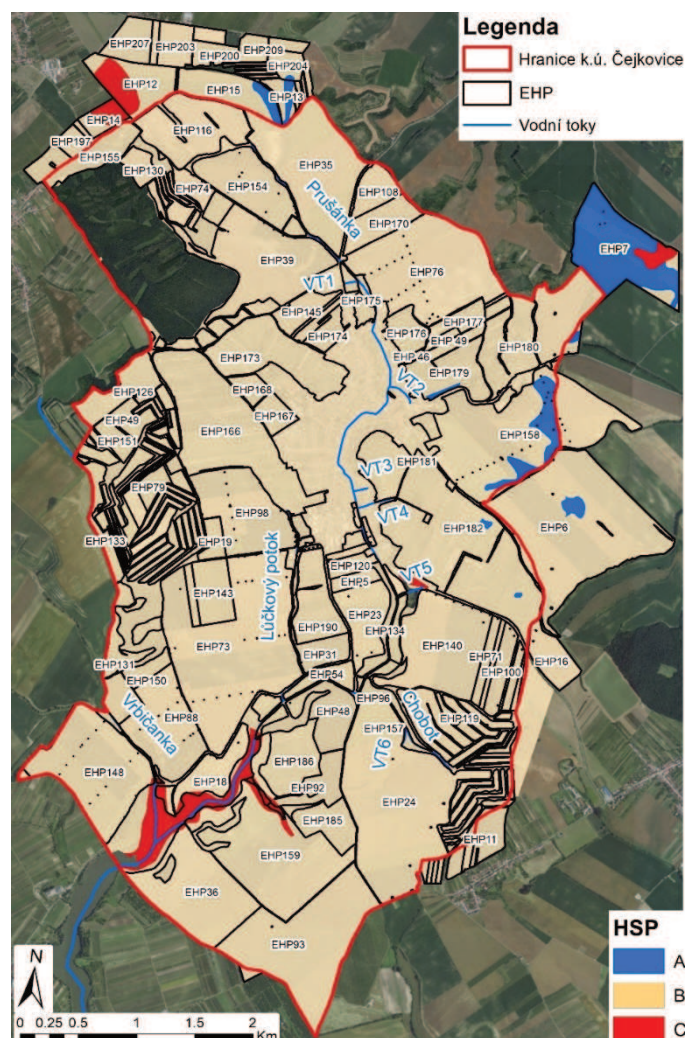 Legenda
Hranice k.ú. Čejkovice
EHP
Vodní toky
EHP207
EHP203
EHP200
EHP209
EHP204
EHP12
EHP15
EHP13
EHP14
EHP197
EHP155
EHP116
EHP130
EHP74
EHP154
EHP35
EHP108
EHP170
Prušánka
EHP7
EHP39
EHP76
VT1
EHP175
EHP145
EHP174
EHP176
EHP177
EHP49
EHP46
EHP180
EHP179
EHP173
VT2
EHP126
EHP168
EHP49
EHP167
EHP151
EHP166
EHP158
VT3
EHP181
EHP79
EHP98
VT4
EHP182
EHP6
EHP133
EHP19
Lúčkový potok
EHP120
VT5
EHP5
EHP143
EHP23
EHP190
EHP134
EHP140
EHP71
EHP73
EHP31
EHP100
EHP16
EHP131
EHP54
EHP150
EHP96
Chobot
EHP88
EHP48
EHP119
Vrbičanka
EHP157
VT6
EHP186
EHP148
EHP18
EHP92
EHP24
EHP185
EHP11
EHP159
EHP36
EHP93
HSP
A
B
C
N
0 0.25 0.5 1 1.5 2
Km